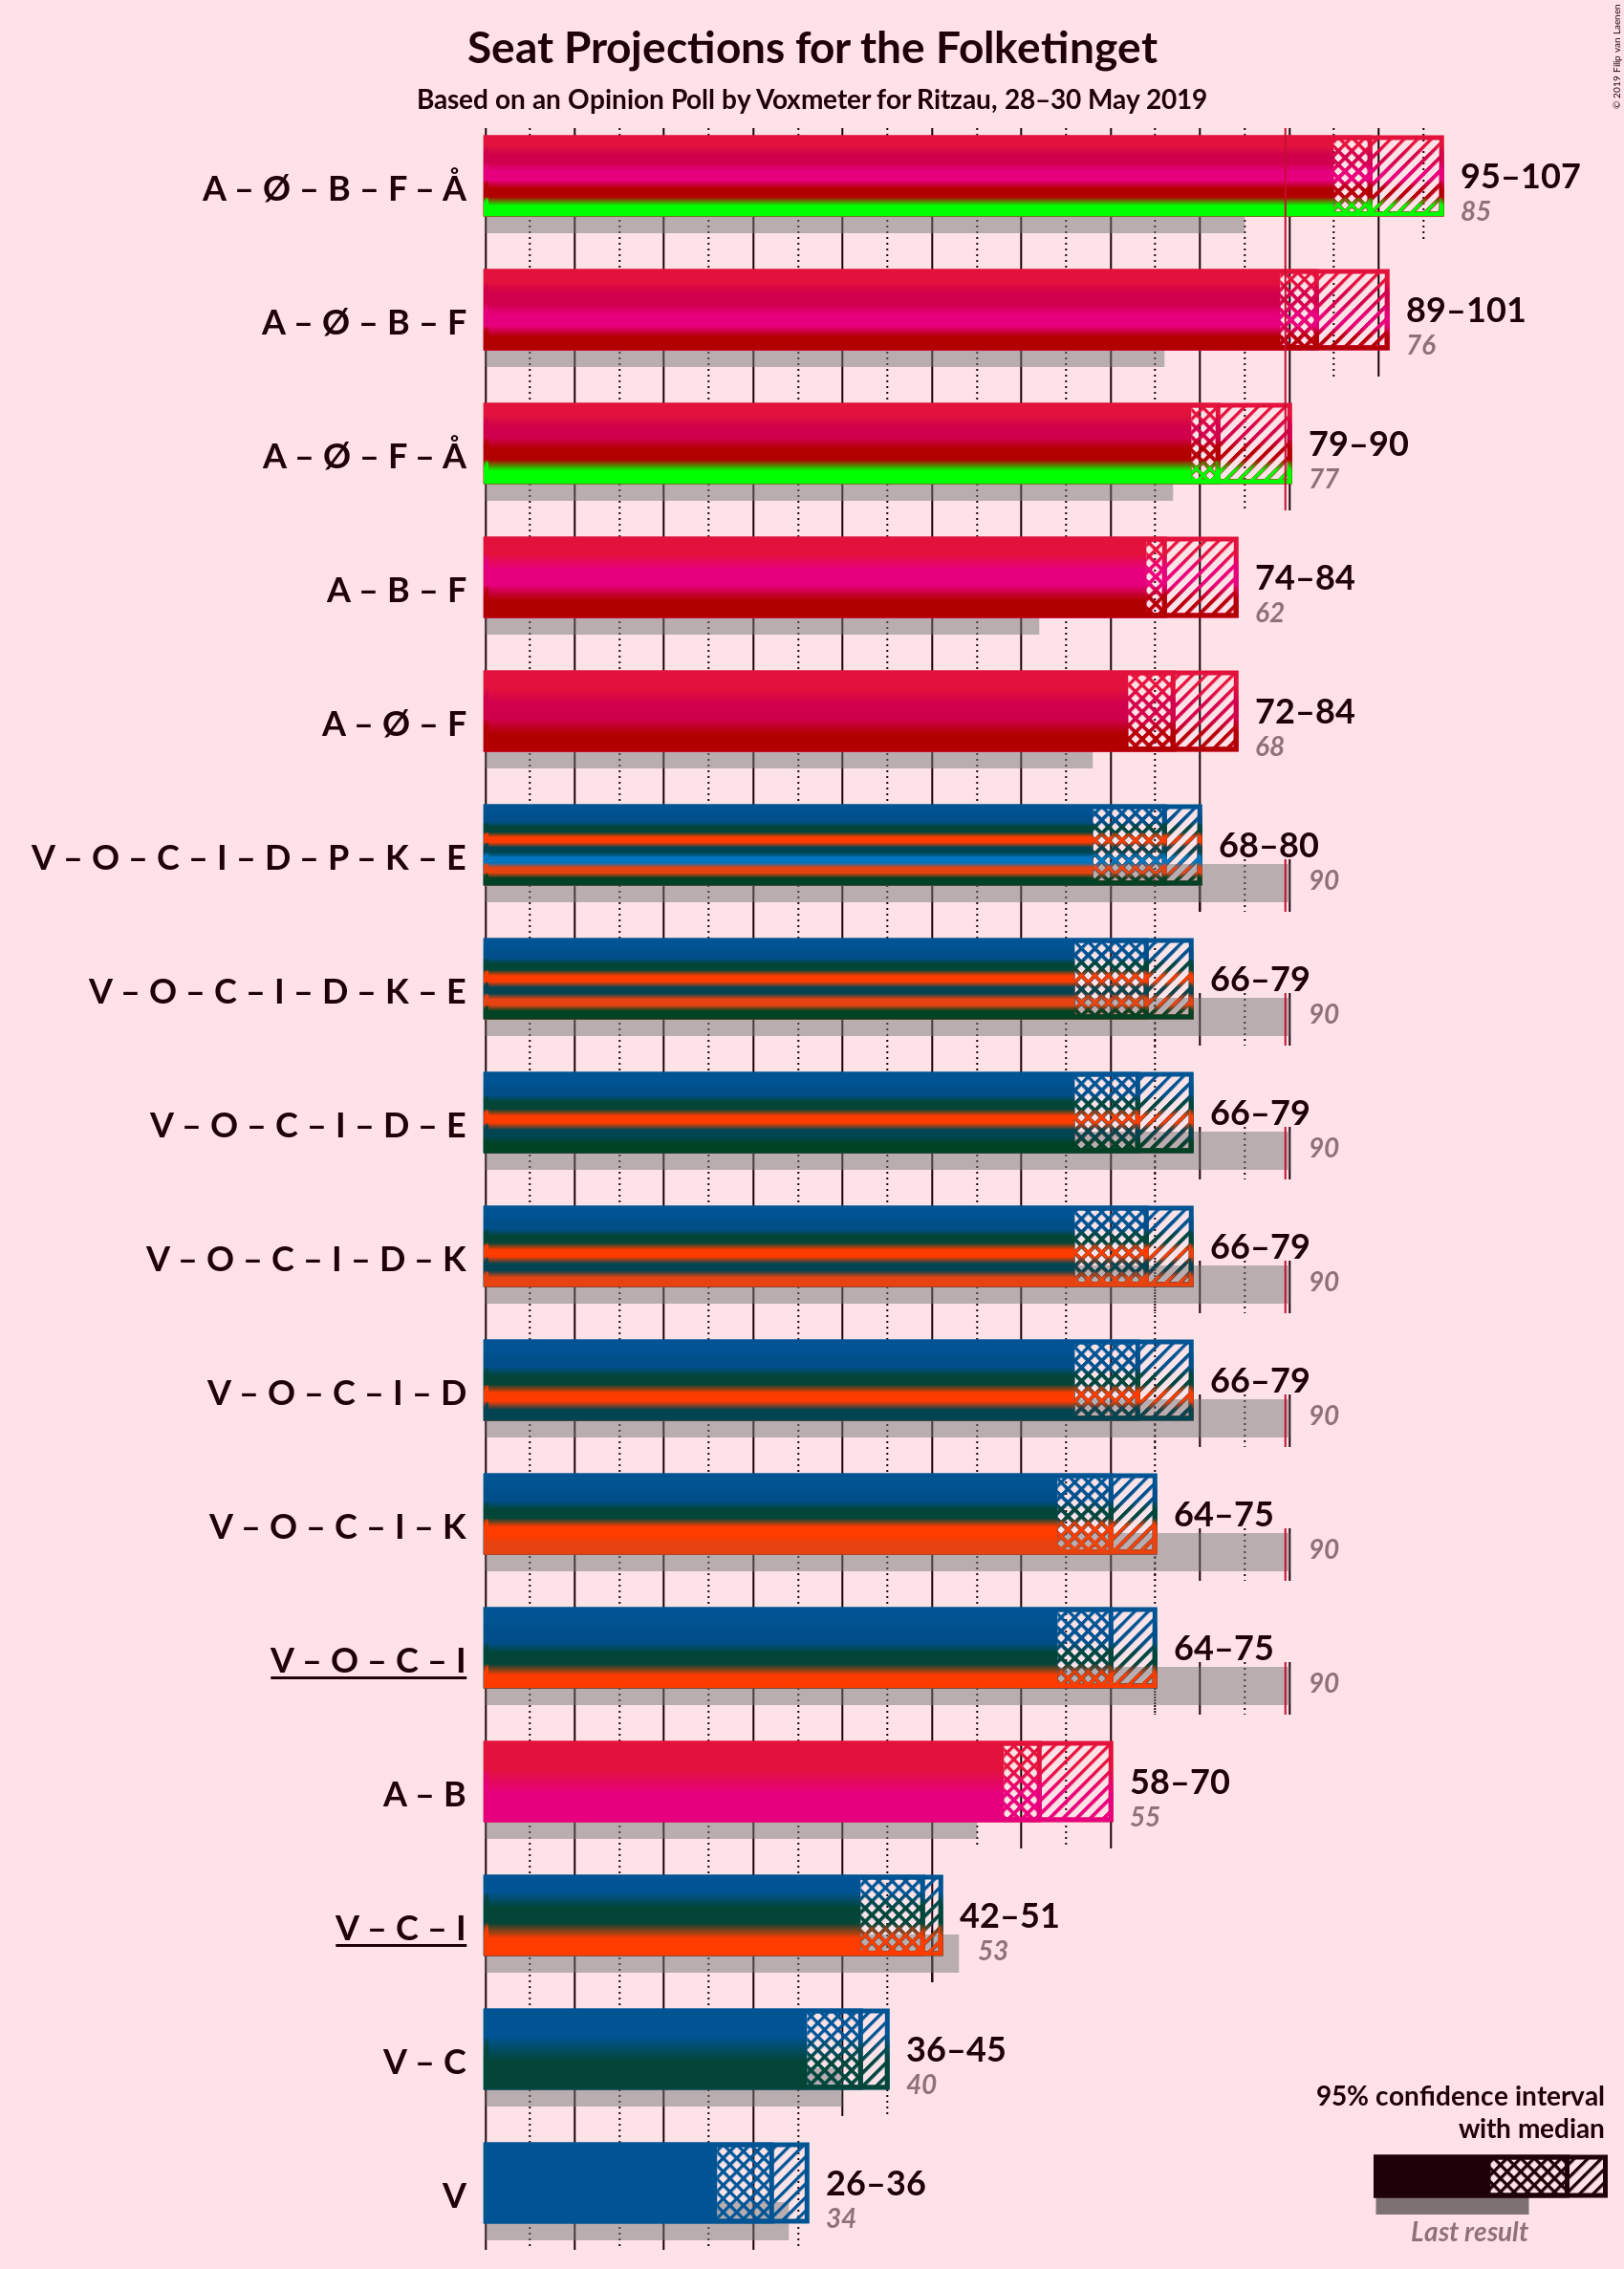 Seat Projections for the Folketinget
Based on an Opinion Poll by Voxmeter for Ritzau, 28–30 May 2019
© 2019 Filip van Laenen
A – Ø – B – F – Å
95–107
85
A – Ø – B – F
89–101
76
A – Ø – F – Å
79–90
77
A – B – F
74–84
62
A – Ø – F
72–84
68
V – O – C – I – D – P – K – E
68–80
90
V – O – C – I – D – K – E
66–79
90
V – O – C – I – D – E
66–79
90
V – O – C – I – D – K
66–79
90
V – O – C – I – D
66–79
90
V – O – C – I – K
64–75
90
V – O – C – I
64–75
90
A – B
58–70
55
V – C – I
42–51
53
V – C
36–45
40
V
26–36
34
95% confidence interval
with median
Last result